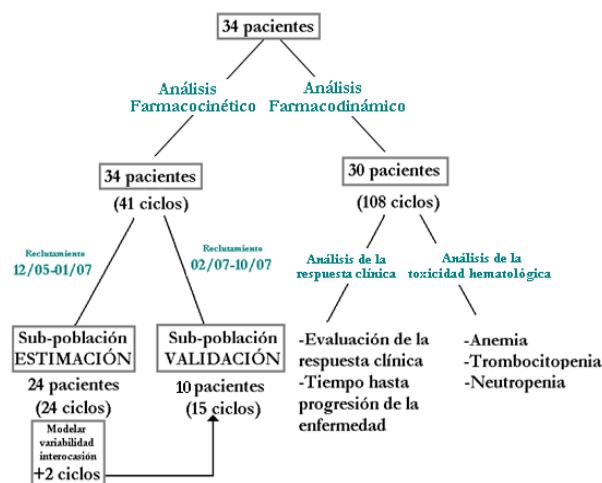 34 pacientes
Análisis
Farmacocinético
Análisis
Farmacodinámico
34 pacientes
(41 ciclos)
30 pacientes
(108 ciclos)
Reclutamiento
12/05-01/07
Reclutamiento
02/07-10/07
Análisis de la
respuesta clínica
Análisis de la
toxicidad hematológica
Sub-población
ESTIMACIÓN
24 pacientes
(24 ciclos)
Sub-población
VALIDACIÓN
10 pacientes
(15 ciclos)
Modelar
variabilidad
interocasión
+2 ciclos
-Evaluación de la
respuesta clínica
-Tiempo hasta
progresión de la
enfermedad
-Anemia
-Trombocitopenia
-Neutropenia